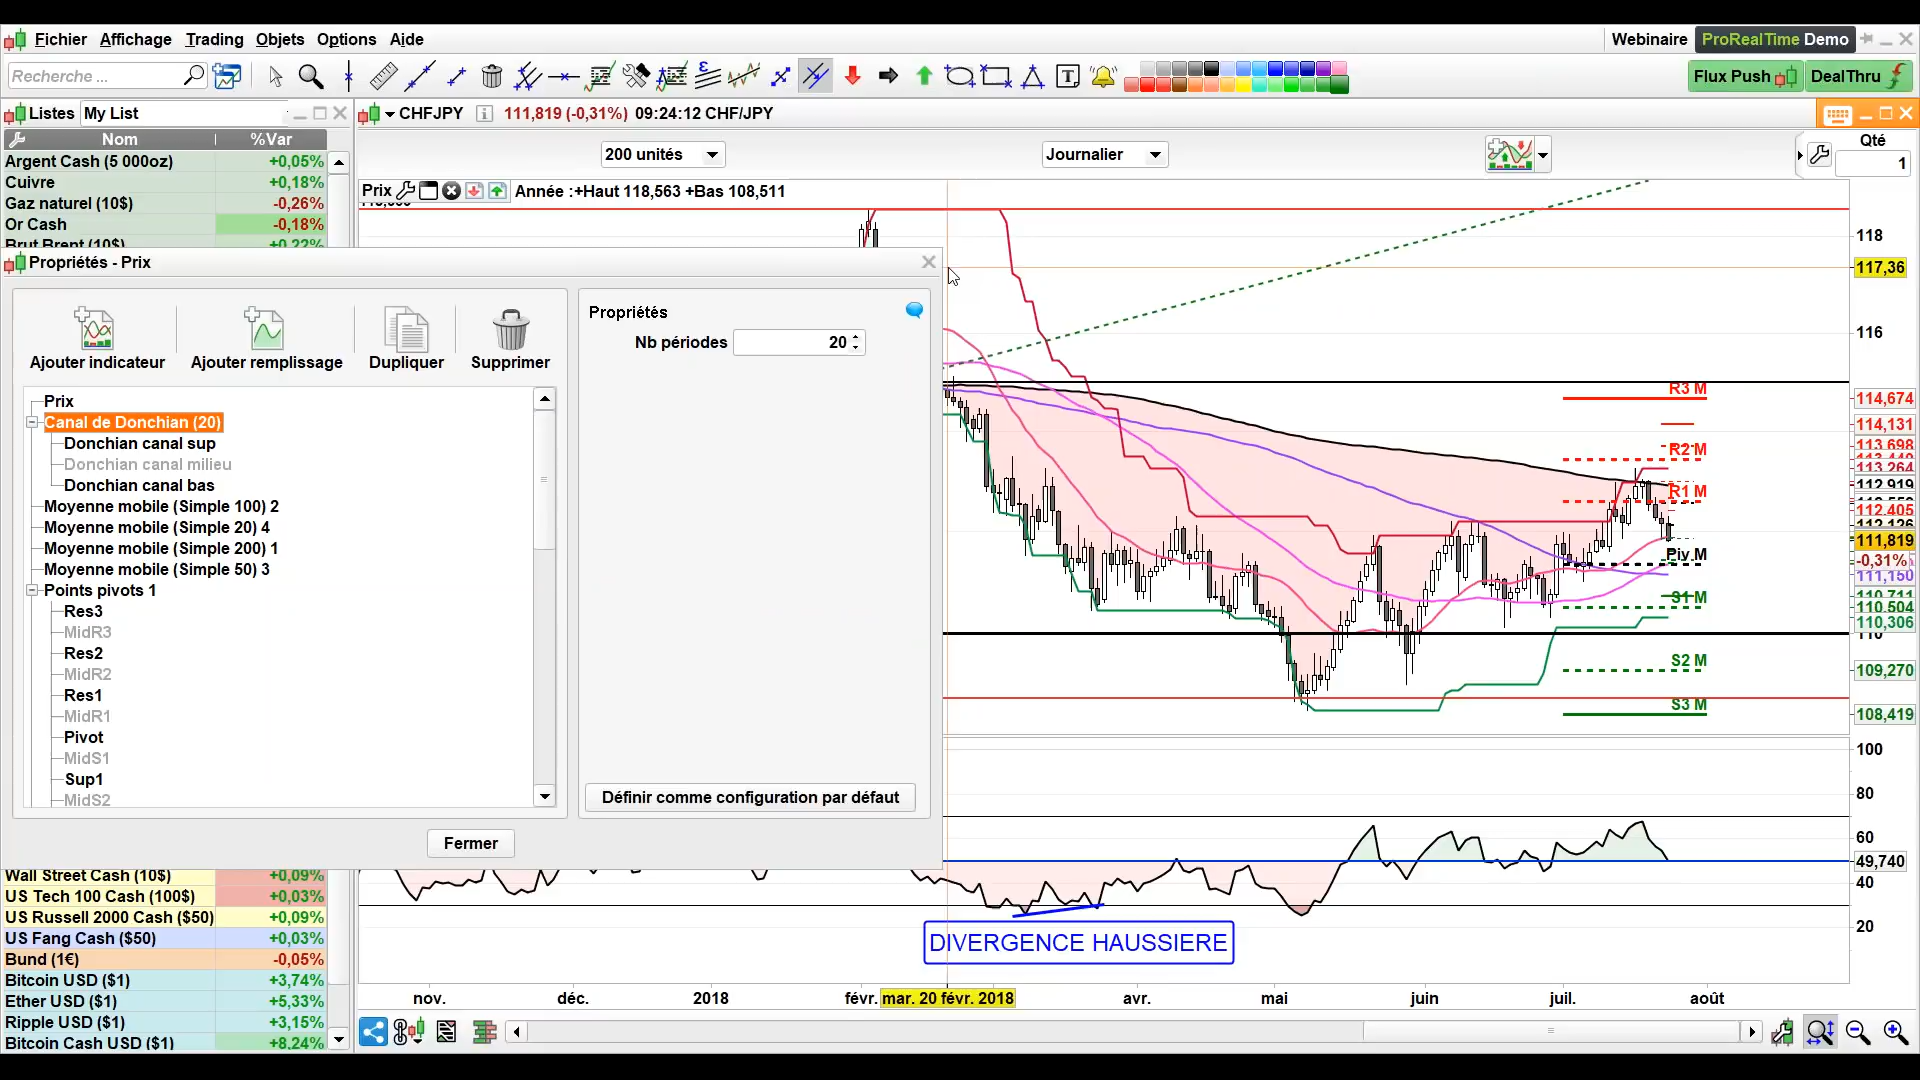 Fichier Affichage Trading Objets Options Aide
Webinaire ProRealTime Demo
Recherche ...
Flux Push DealThru
Listes My List
CHFJPY 111,819 (-0,31%) 09:24:12 CHF/JPY
Nom %Var
200 unités Journalier
Qté
1
Argent Cash (5 000oz) +0,05%
Cuivre +0,18%
Gaz naturel (10$) -0,26%
Or Cash -0,18%
Brut Brent (10$) +0,22%
Prix Année :+Haut 118,563 +Bas 108,511
Propriétés - Prix
Ajouter indicateur
Ajouter remplissage
Dupliquer
Supprimer
Propriétés
Nb périodes 20
Prix
Canal de Donchian (20)
Donchian canal sup
Donchian canal milieu
Donchian canal bas
Moyenne mobile (Simple 100) 2
Moyenne mobile (Simple 20) 4
Moyenne mobile (Simple 200) 1
Moyenne mobile (Simple 50) 3
Points pivots 1
Res3
MidR3
Res2
MidR2
Res1
MidR1
Pivot
MidS1
Sup1
MidS2
Définir comme configuration par défaut
Fermer
R3 M
R2 M
R1 M
Piv M
S1 M
S2 M
S3 M
118
117,36
116
114,674
114,131
113,698
113,264
112,919
112,405
112,126
111,819
-0,31%
111,150
110,504
110,306
110
109,270
108,419
100
80
60
49,740
40
20
Wall Street Cash (10$) +0,09%
US Tech 100 Cash (100$) +0,03%
US Russell 2000 Cash ($50) +0,09%
US Fang Cash ($50) +0,03%
Bund (1€) -0,05%
Bitcoin USD ($1) +3,74%
Ether USD ($1) +5,33%
Ripple USD ($1) +3,15%
Bitcoin Cash USD ($1) +8,24%
DIVERGENCE HAUSSIERE
nov. déc. 2018 févr. mar. 20 févr. 2018 avr. mai juin juil. août